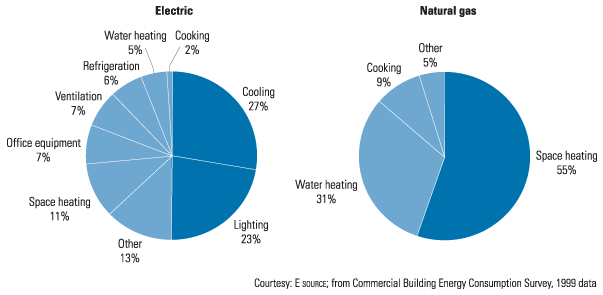 Electric
Natural gas
Water heating
5%
Cooking
2%
Refrigeration
6%
Ventilation
7%
Office equipment
7%
Space heating
11%
Other
13%
Lighting
23%
Cooling
27%
Other
5%
Cooking
9%
Water heating
31%
Space heating
55%
Courtesy: E SOURCE; from Commercial Building Energy Consumption Survey, 1999 data